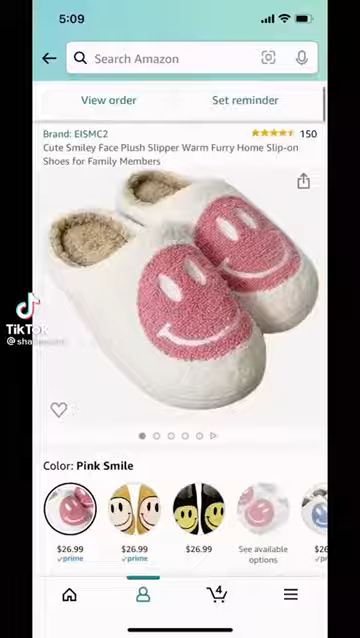 5:09
Search Amazon
View order
Set reminder
Brand: EISMC2
150
Cute Smiley Face Plush Slipper Warm Furry Home Slip-on
Shoes for Family Members
TikTok
Color: Pink Smile
$26.99
prime
$26.99
prime
$26.99
See available
options
$26
4